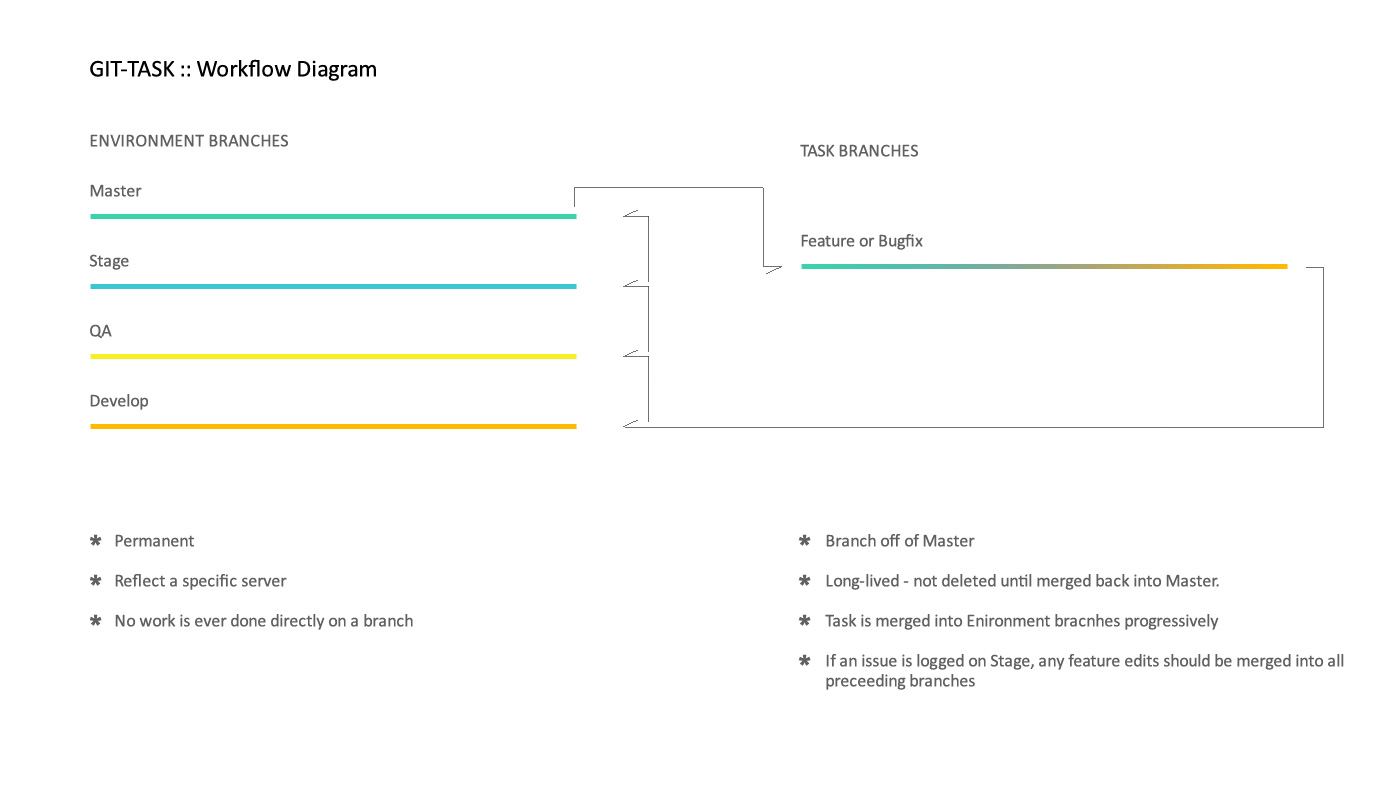 GIT-TASK :: Workflow Diagram
ENVIRONMENT BRANCHES
Master
Stage
QA
Develop
* Permanent
* Reflect a specific server
* No work is ever done directly on a branch
TASK BRANCHES
Feature or Bugfix
* Branch off of Master
* Long-lived - not deleted until merged back into Master.
* Task is merged into Enironment bracnhes progressively
* If an issue is logged on Stage, any feature edits should be merged into all
preceeding branches